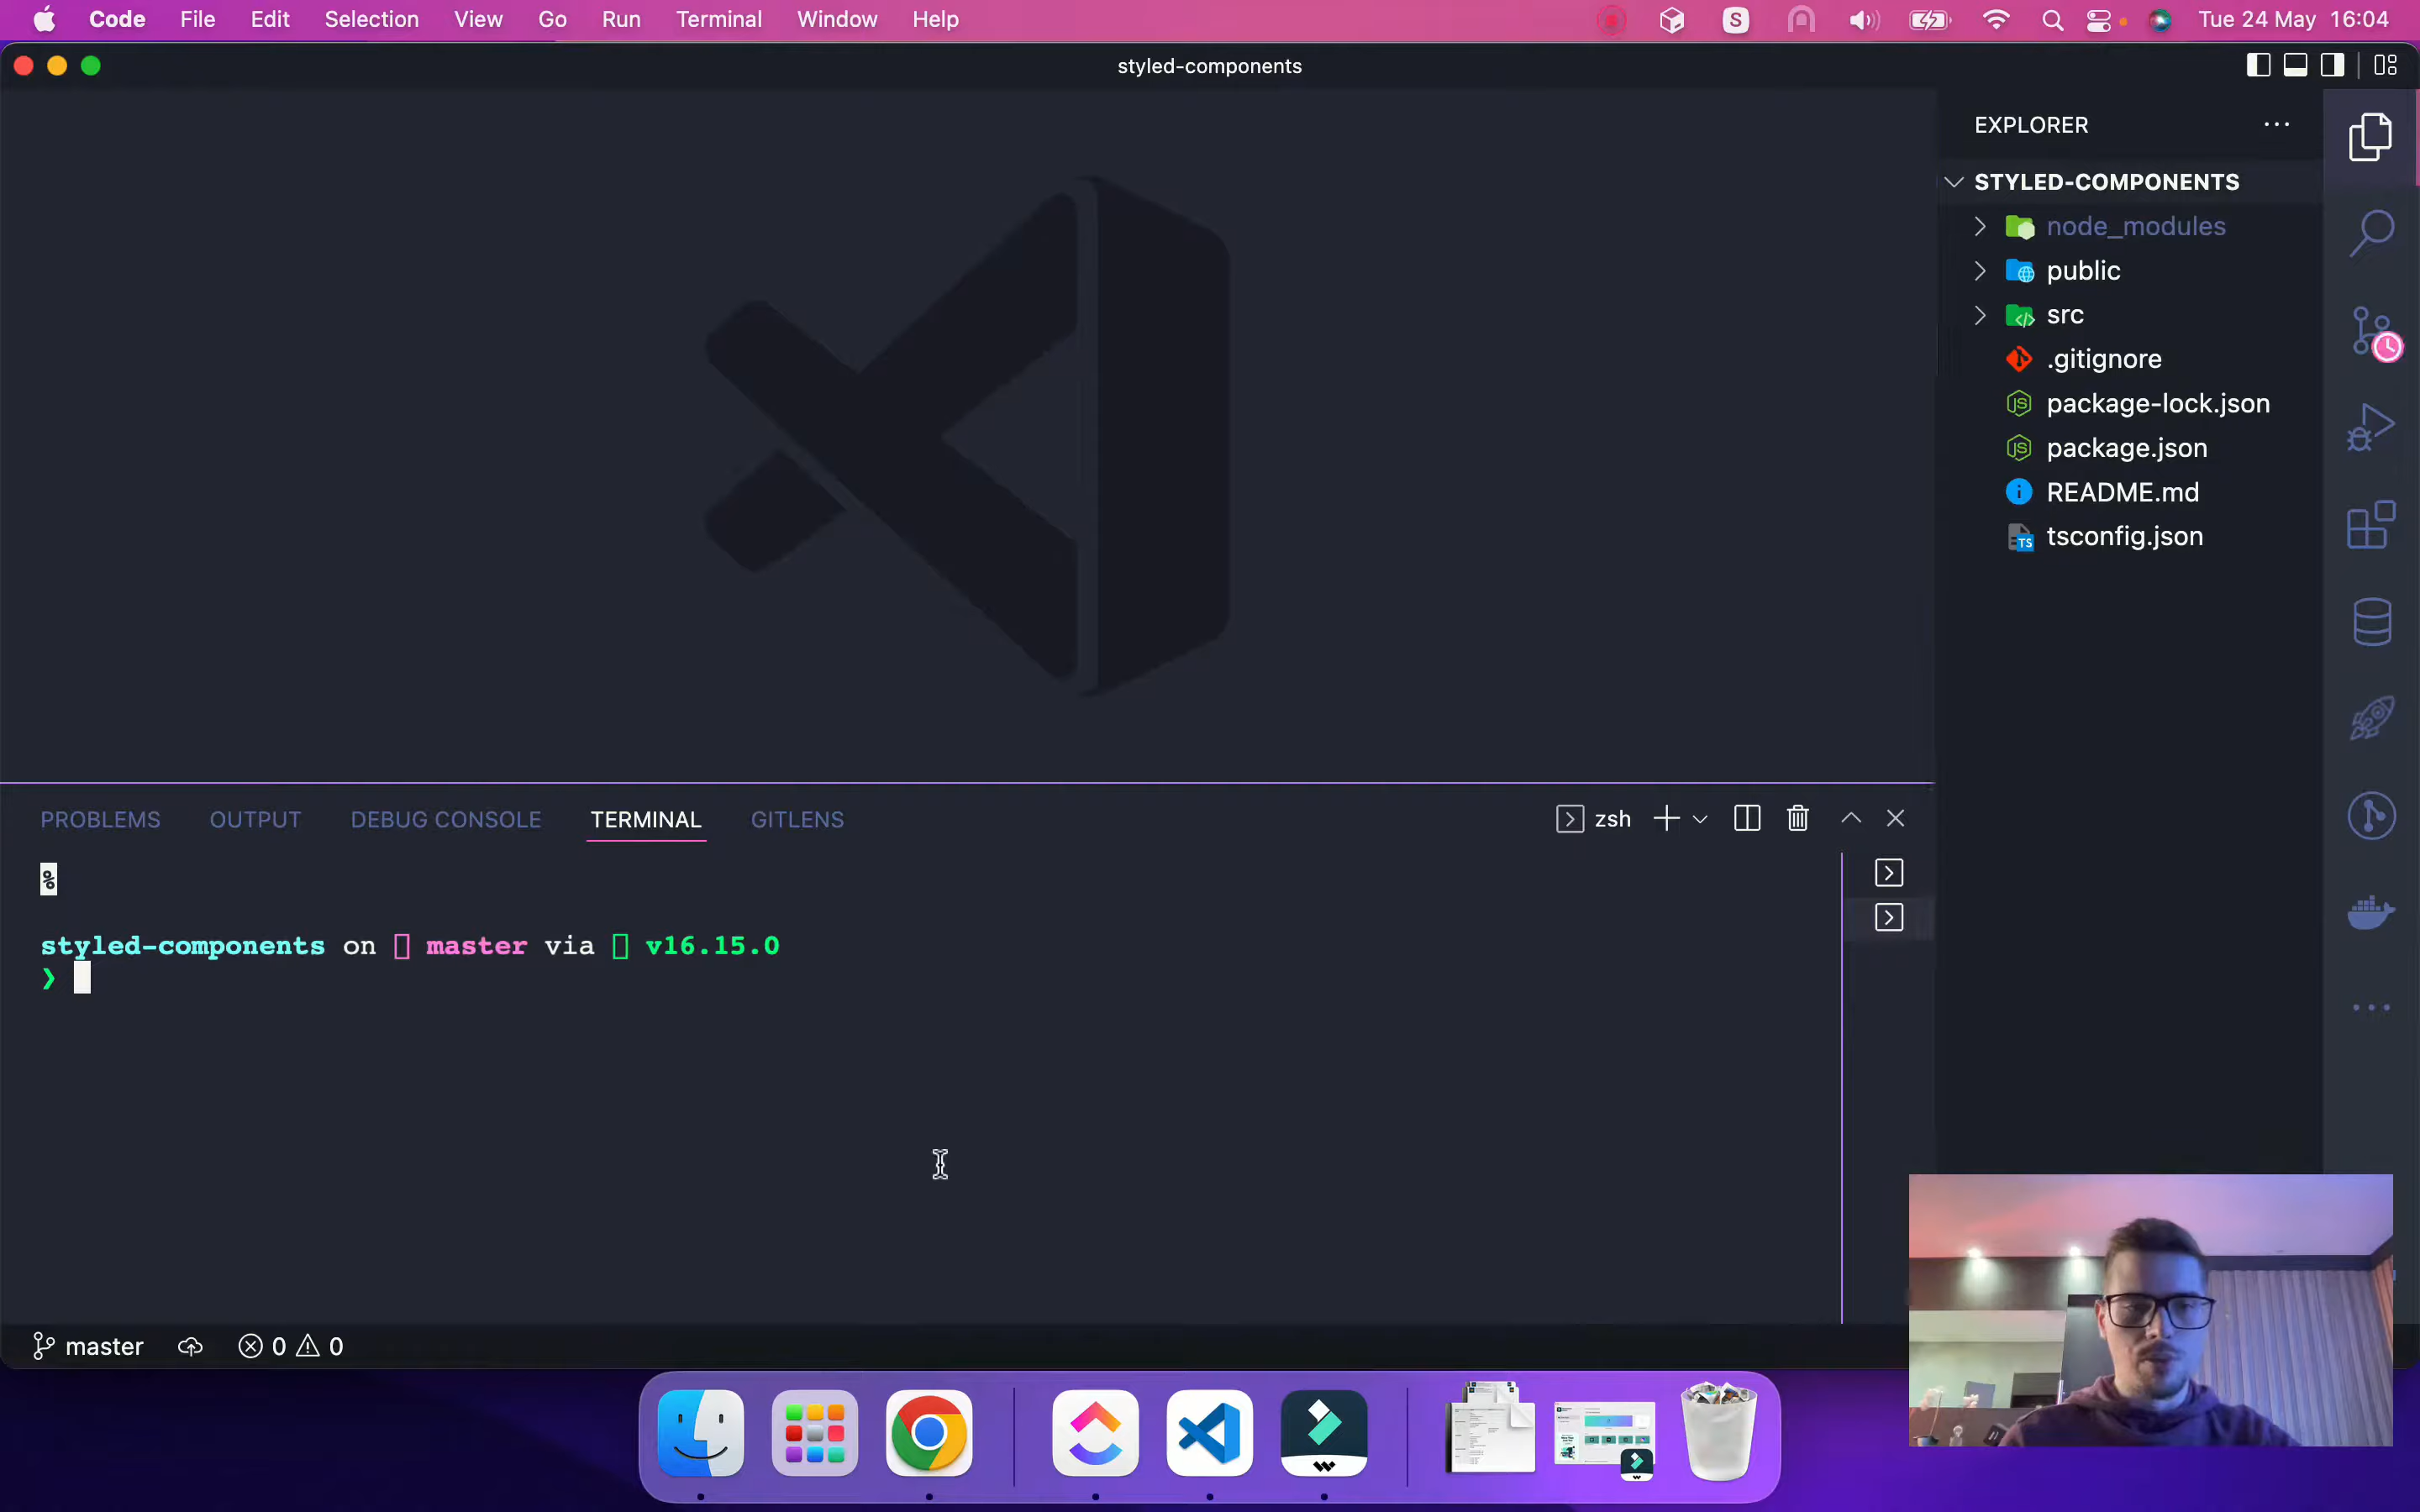 Code File Edit Selection View Go Run Terminal Window Help S Tue 24 May 16:04
styled-components
EXPLORER
STYLED-COMPONENTS
node_modules
public
src
.gitignore
package-lock.json
package.json
README.md
tsconfig.json
PROBLEMS OUTPUT DEBUG CONSOLE TERMINAL GITLENS zsh
%
styled-components on master via v16.15.0
❯
master 0 0